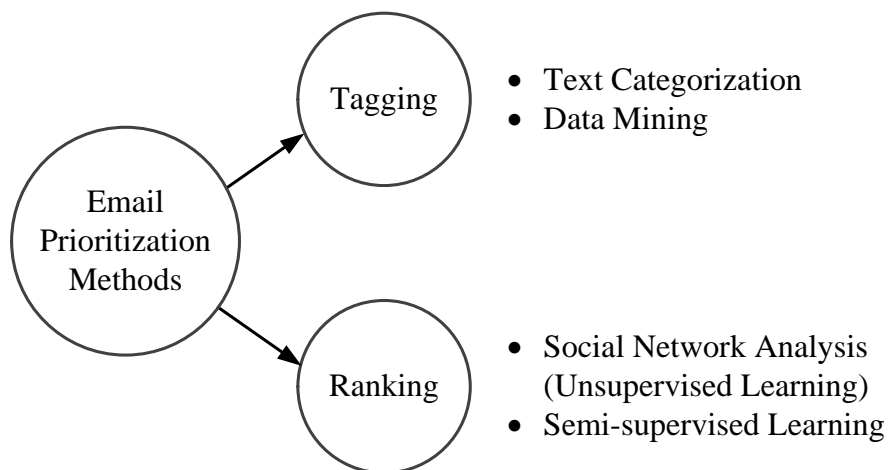 Tagging
• Text Categorization
• Data Mining
Email
Prioritization
Methods
Ranking
• Social Network Analysis
(Unsupervised Learning)
• Semi-supervised Learning